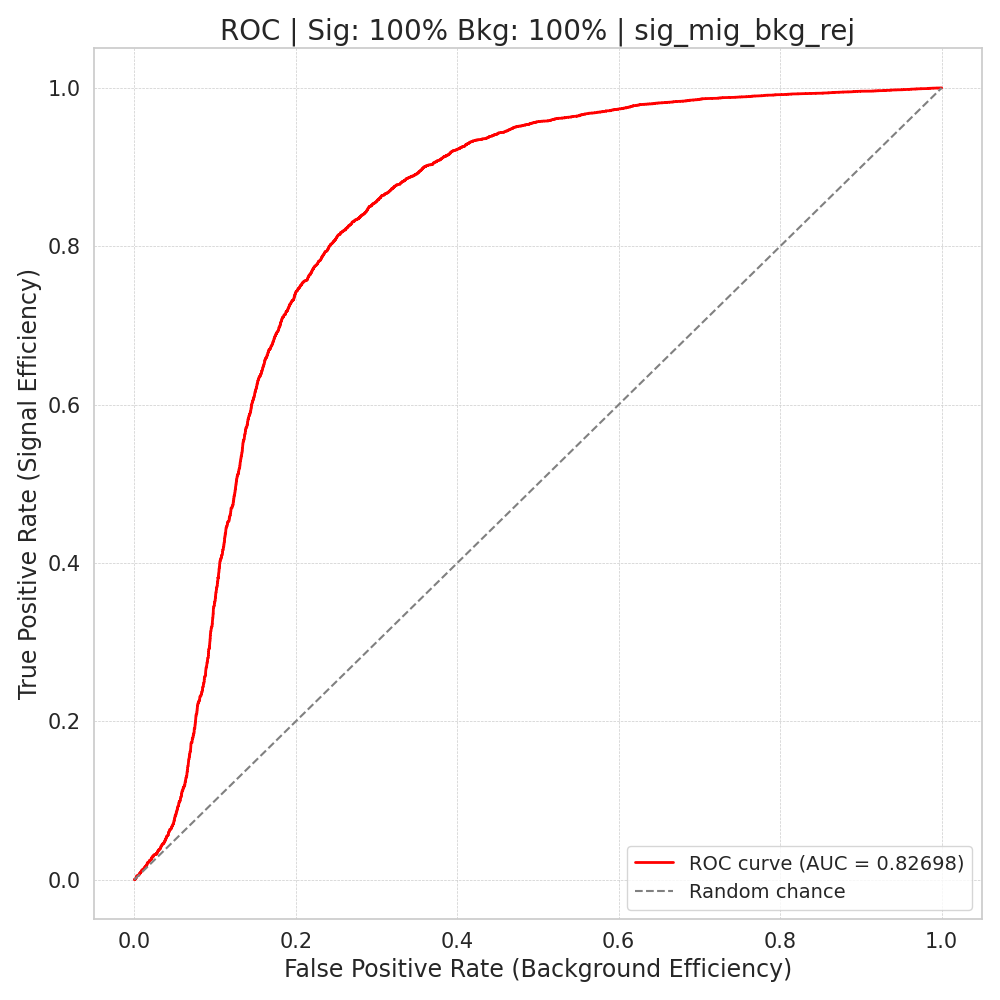 ROC | Sig: 100% Bkg: 100% | sig_mig_bkg_rej
True Positive Rate (Signal Efficiency)
1.0
0.8
0.6
0.4
0.2
0.0
ROC curve (AUC = 0.82698)
Random chance
0.0 0.2 0.4 0.6 0.8 1.0
False Positive Rate (Background Efficiency)